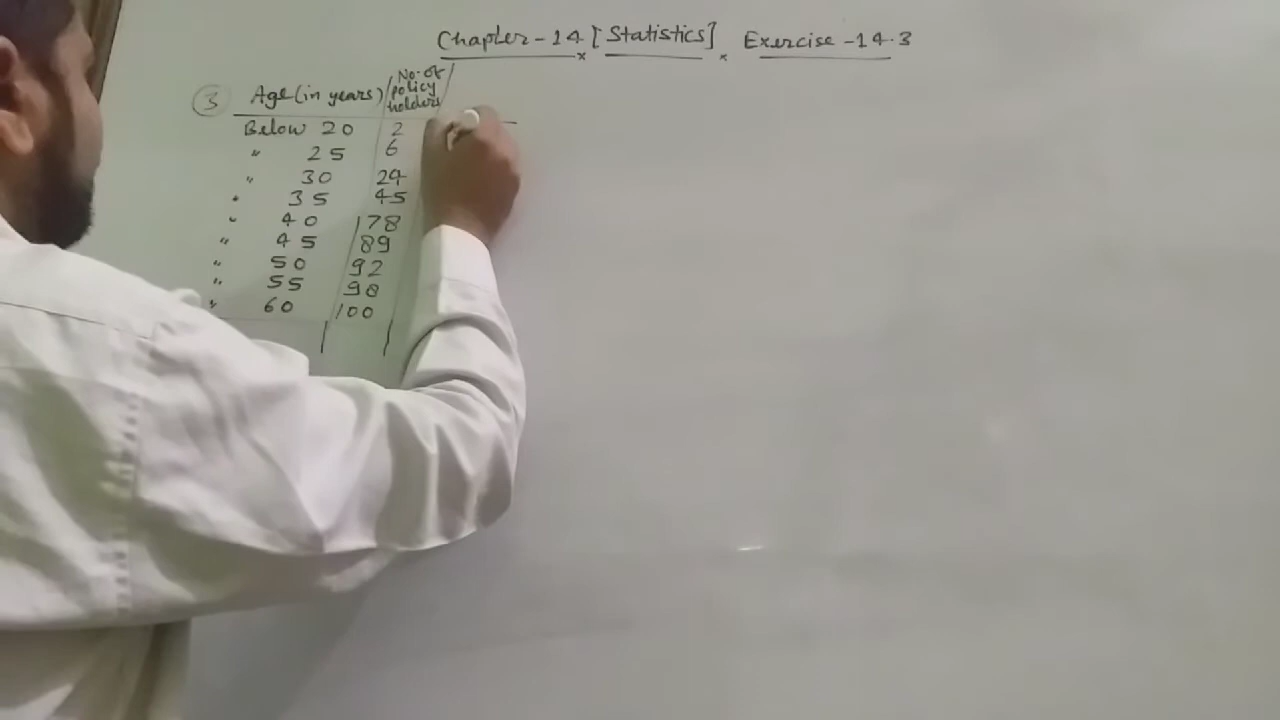 Chapter-14 [Statistics] Exercise-14.3
3 Age (in years) No. of policy holders
Below 20 2
" 25 6
" 30 24
" 35 45
" 40 78
" 45 89
" 50 92
" 55 98
" 60 100